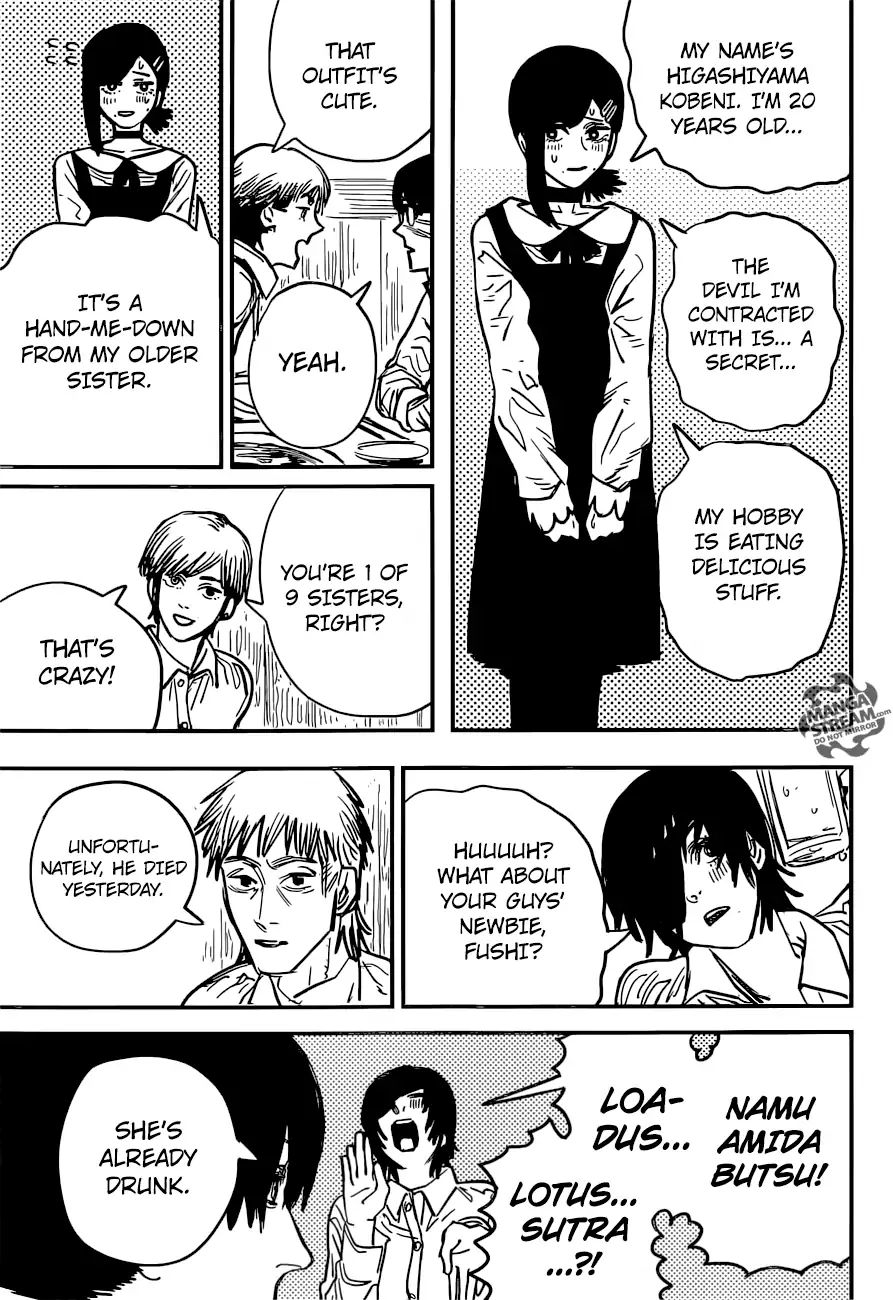 MY NAME'S
HIGASHIYAMA
KOBENI. I'M 20
YEARS OLD...
THE
DEVIL I'M
CONTRACTED
WITH IS... A
SECRET...
MY HOBBY
IS EATING
DELICIOUS
STUFF.
THAT
OUTFIT'S
CUTE.
YEAH.
IT'S A
HAND-ME-DOWN
FROM MY OLDER
SISTER.
YOU'RE 1 OF
9 SISTERS,
RIGHT?
THAT'S
CRAZY!
MANGA
STREAM.com
DO NOT MIRROR
HUUUUH?
WHAT ABOUT
YOUR GUYS'
NEWBIE,
FUSHI?
UNFORTU-
NATELY, HE DIED
YESTERDAY.
NAMU
AMIDA
BUTSU!
LOA-
DUS...
LOTUS...
SUTRA
...?!
SHE'S
ALREADY
DRUNK.